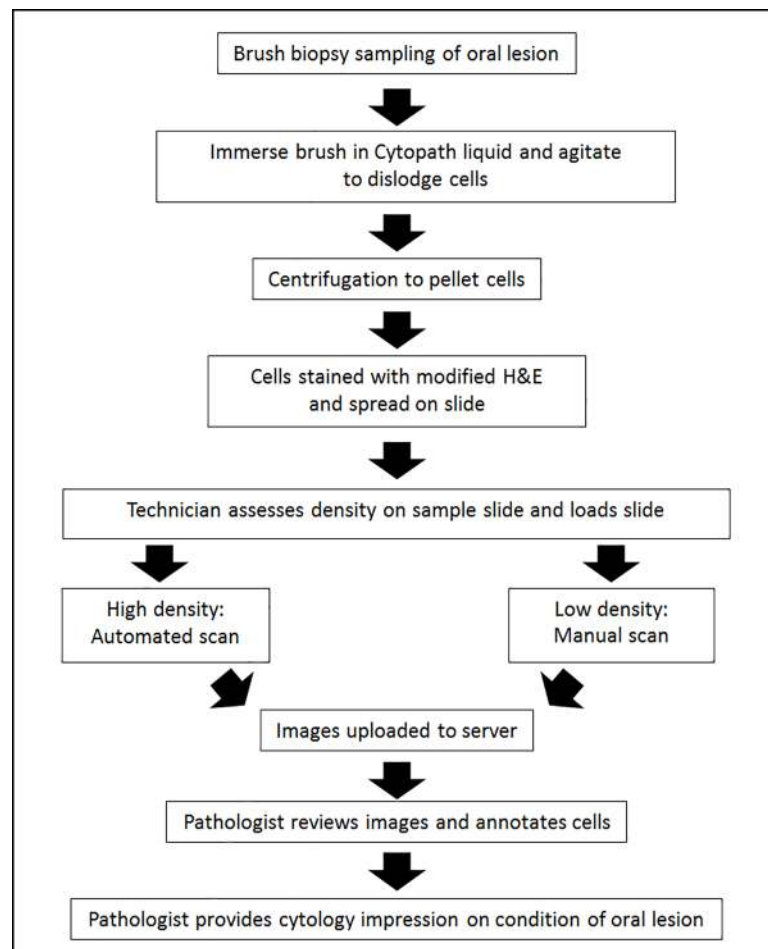 Brush biopsy sampling of oral lesion
Immerse brush in Cytopath liquid and agitate
to dislodge cells
Centrifugation to pellet cells
Cells stained with modified H&E
and spread on slide
Technician assesses density on sample slide and loads slide
High density:
Automated scan
Low density:
Manual scan
Images uploaded to server
Pathologist reviews images and annotates cells
Pathologist provides cytology impression on condition of oral lesion